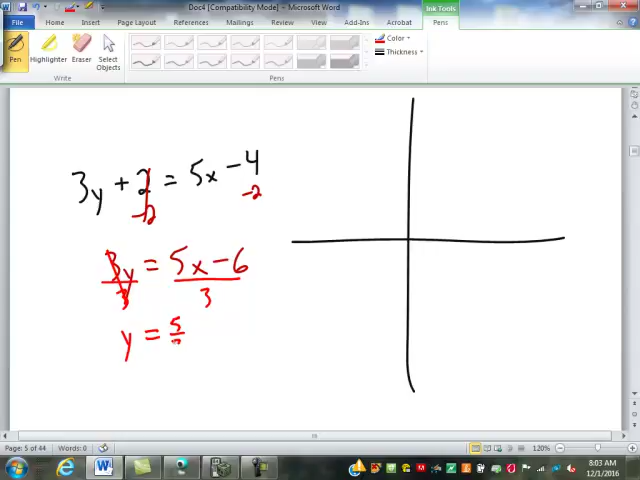 Doc4 [Compatibility Mode] - Microsoft Word
Ink Tools
File Home Insert Page Layout References Mailings Review View Add-Ins Acrobat Pens
Pen
Highlighter
Eraser
Select Objects
Color
Thickness
Write
Pens
3y + 2 = 5x - 4
-2 -2
3y = 5x - 6
3 3
y = 5
Page: 5 of 44 Words: 0
120%
8:03 AM
12/1/2016